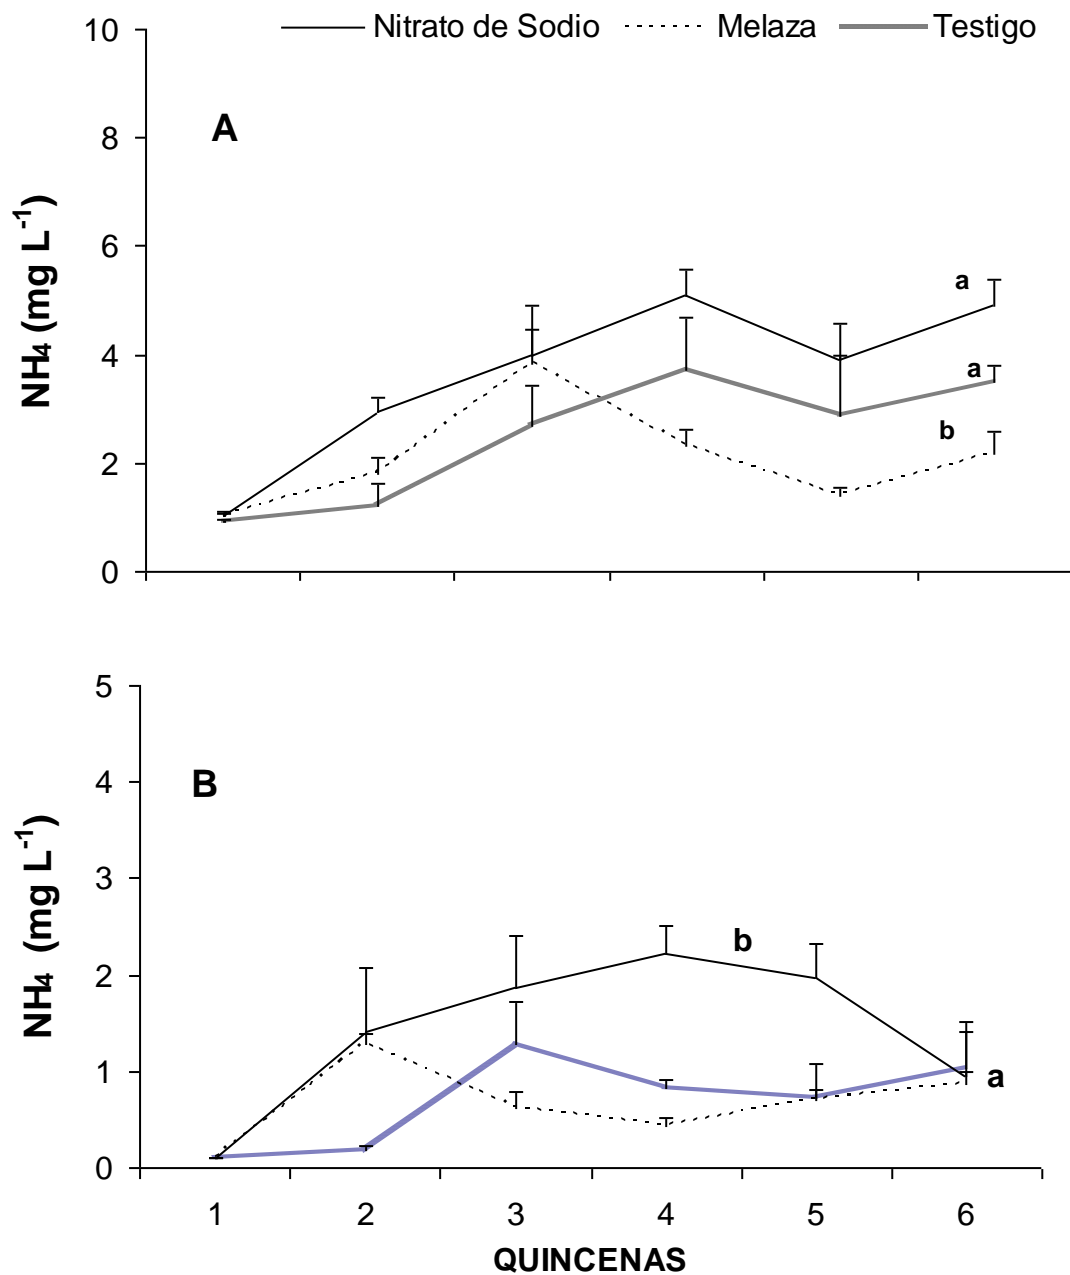 Nitrato de Sodio Melaza Testigo
10
A
8
6
4
2
0
NH4 (mg L-1)
a
a
b
5
B
4
3
2
1
0
NH4 (mg L-1)
b
a
1 2 3 4 5 6
QUINCENAS